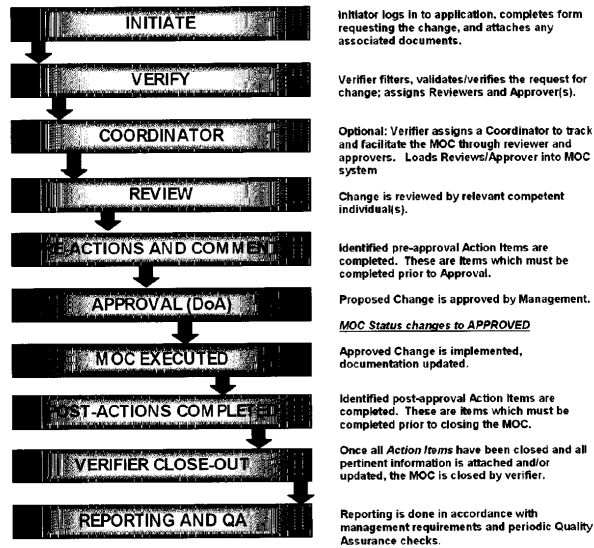 INITIATE
Initiator logs in to application, completes form
requesting the change, and attaches any
associated documents.
VERIFY
Verifier filters, validates/verifies the request for
change; assigns Reviewers and Approver(s).
COORDINATOR
Optional: Verifier assigns a Coordinator to track
and facilitate the MOC through reviewer and
approvers. Loads Reviews/Approver into MOC
system
REVIEW
Change is reviewed by relevant competent
individual(s).
E-ACTIONS AND COMMENT
Identified pre-approval Action Items are
completed. These are items which must be
completed prior to Approval.
APPROVAL (DoA)
Proposed Change is approved by Management.
MOC Status changes to APPROVED
MOC EXECUTED
Approved Change is implemented,
documentation updated.
POST-ACTIONS COMPLETED
Identified post-approval Action Items are
completed. These are items which must be
completed prior to closing the MOC.
VERIFIER CLOSE-OUT
Once all Action Items have been closed and all
pertinent information is attached and/or
updated, the MOC is closed by verifier.
REPORTING AND QA
Reporting is done in accordance with
management requirements and periodic Quality
Assurance checks.